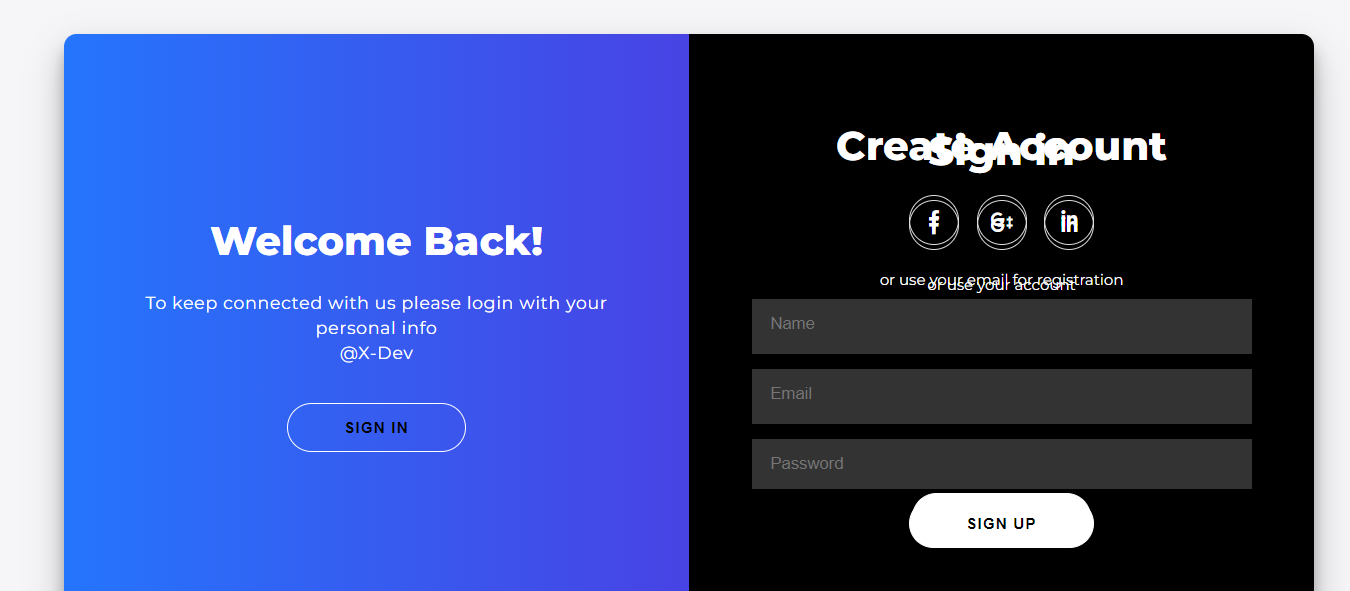 Welcome Back!
To keep connected with us please login with your
personal info
@X-Dev
SIGN IN
Create Account
Sign in
f
G+
in
or use your email for registration
or use your account
Name
Email
Password
SIGN UP